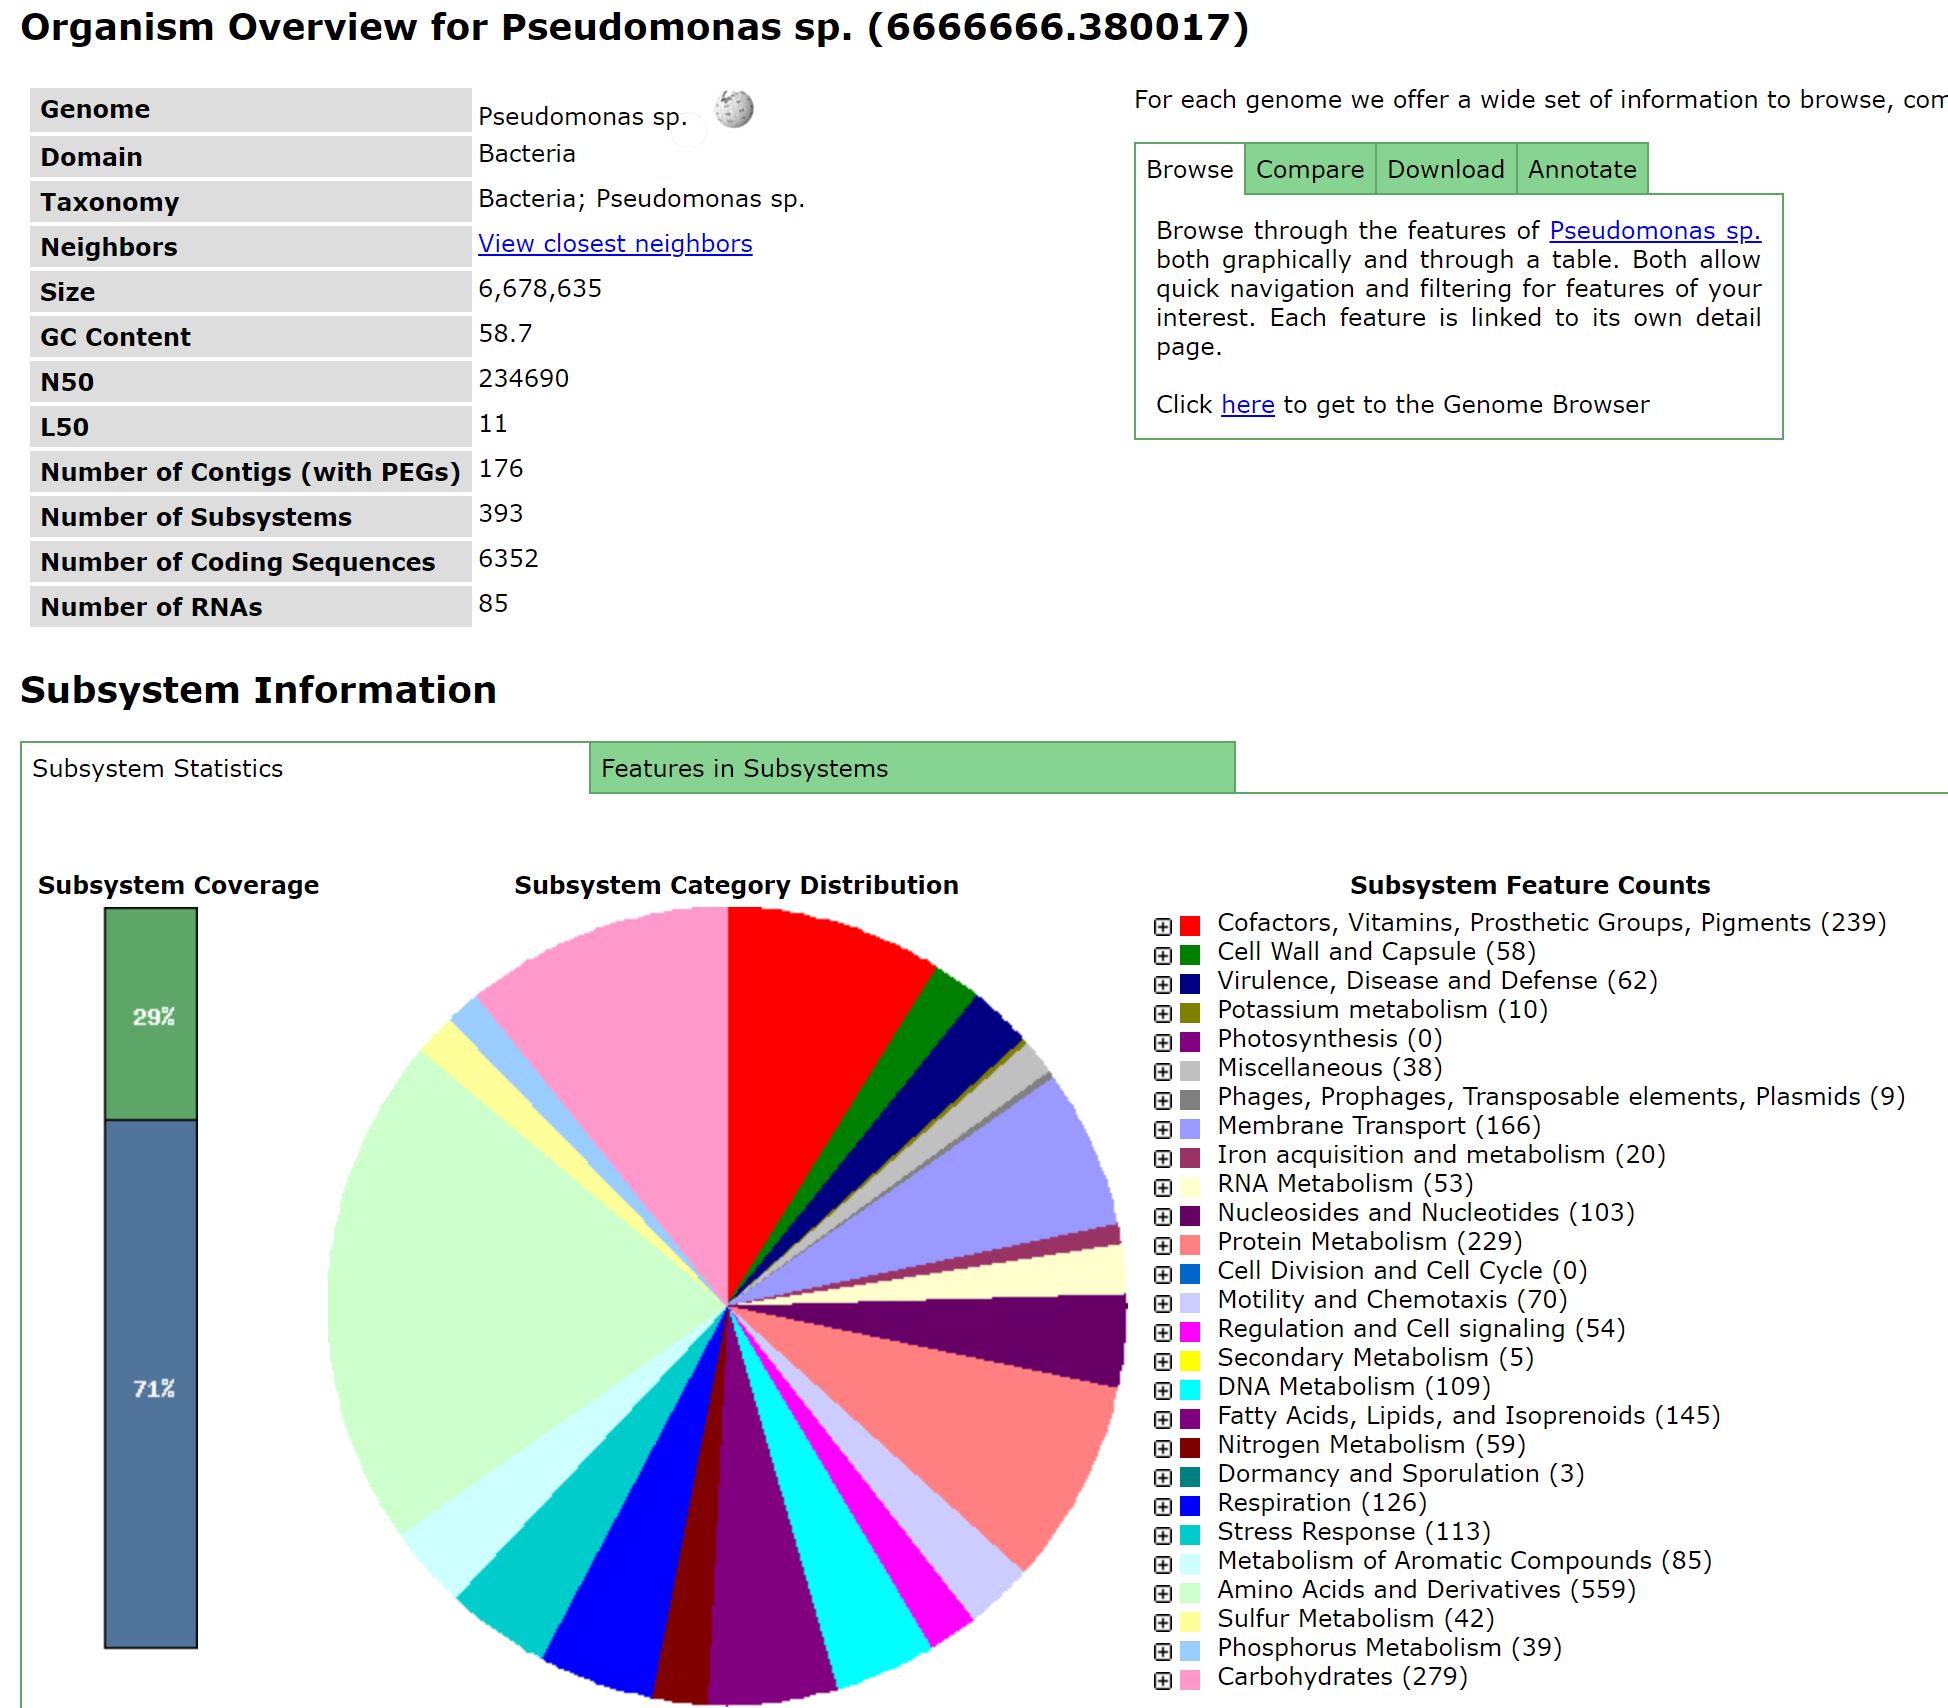 Organism Overview for Pseudomonas sp. (6666666.380017)
Genome Pseudomonas sp.
Domain Bacteria
Taxonomy Bacteria; Pseudomonas sp.
Neighbors View closest neighbors
Size 6,678,635
GC Content 58.7
N50 234690
L50 11
Number of Contigs (with PEGs) 176
Number of Subsystems 393
Number of Coding Sequences 6352
Number of RNAs 85
For each genome we offer a wide set of information to browse, com
Browse Compare Download Annotate
Browse through the features of Pseudomonas sp.
both graphically and through a table. Both allow
quick navigation and filtering for features of your
interest. Each feature is linked to its own detail
page.
Click here to get to the Genome Browser
Subsystem Information
Subsystem Statistics Features in Subsystems
Subsystem Coverage
29%
71%
Subsystem Category Distribution
Subsystem Feature Counts
Cofactors, Vitamins, Prosthetic Groups, Pigments (239)
Cell Wall and Capsule (58)
Virulence, Disease and Defense (62)
Potassium metabolism (10)
Photosynthesis (0)
Miscellaneous (38)
Phages, Prophages, Transposable elements, Plasmids (9)
Membrane Transport (166)
Iron acquisition and metabolism (20)
RNA Metabolism (53)
Nucleosides and Nucleotides (103)
Protein Metabolism (229)
Cell Division and Cell Cycle (0)
Motility and Chemotaxis (70)
Regulation and Cell signaling (54)
Secondary Metabolism (5)
DNA Metabolism (109)
Fatty Acids, Lipids, and Isoprenoids (145)
Nitrogen Metabolism (59)
Dormancy and Sporulation (3)
Respiration (126)
Stress Response (113)
Metabolism of Aromatic Compounds (85)
Amino Acids and Derivatives (559)
Sulfur Metabolism (42)
Phosphorus Metabolism (39)
Carbohydrates (279)